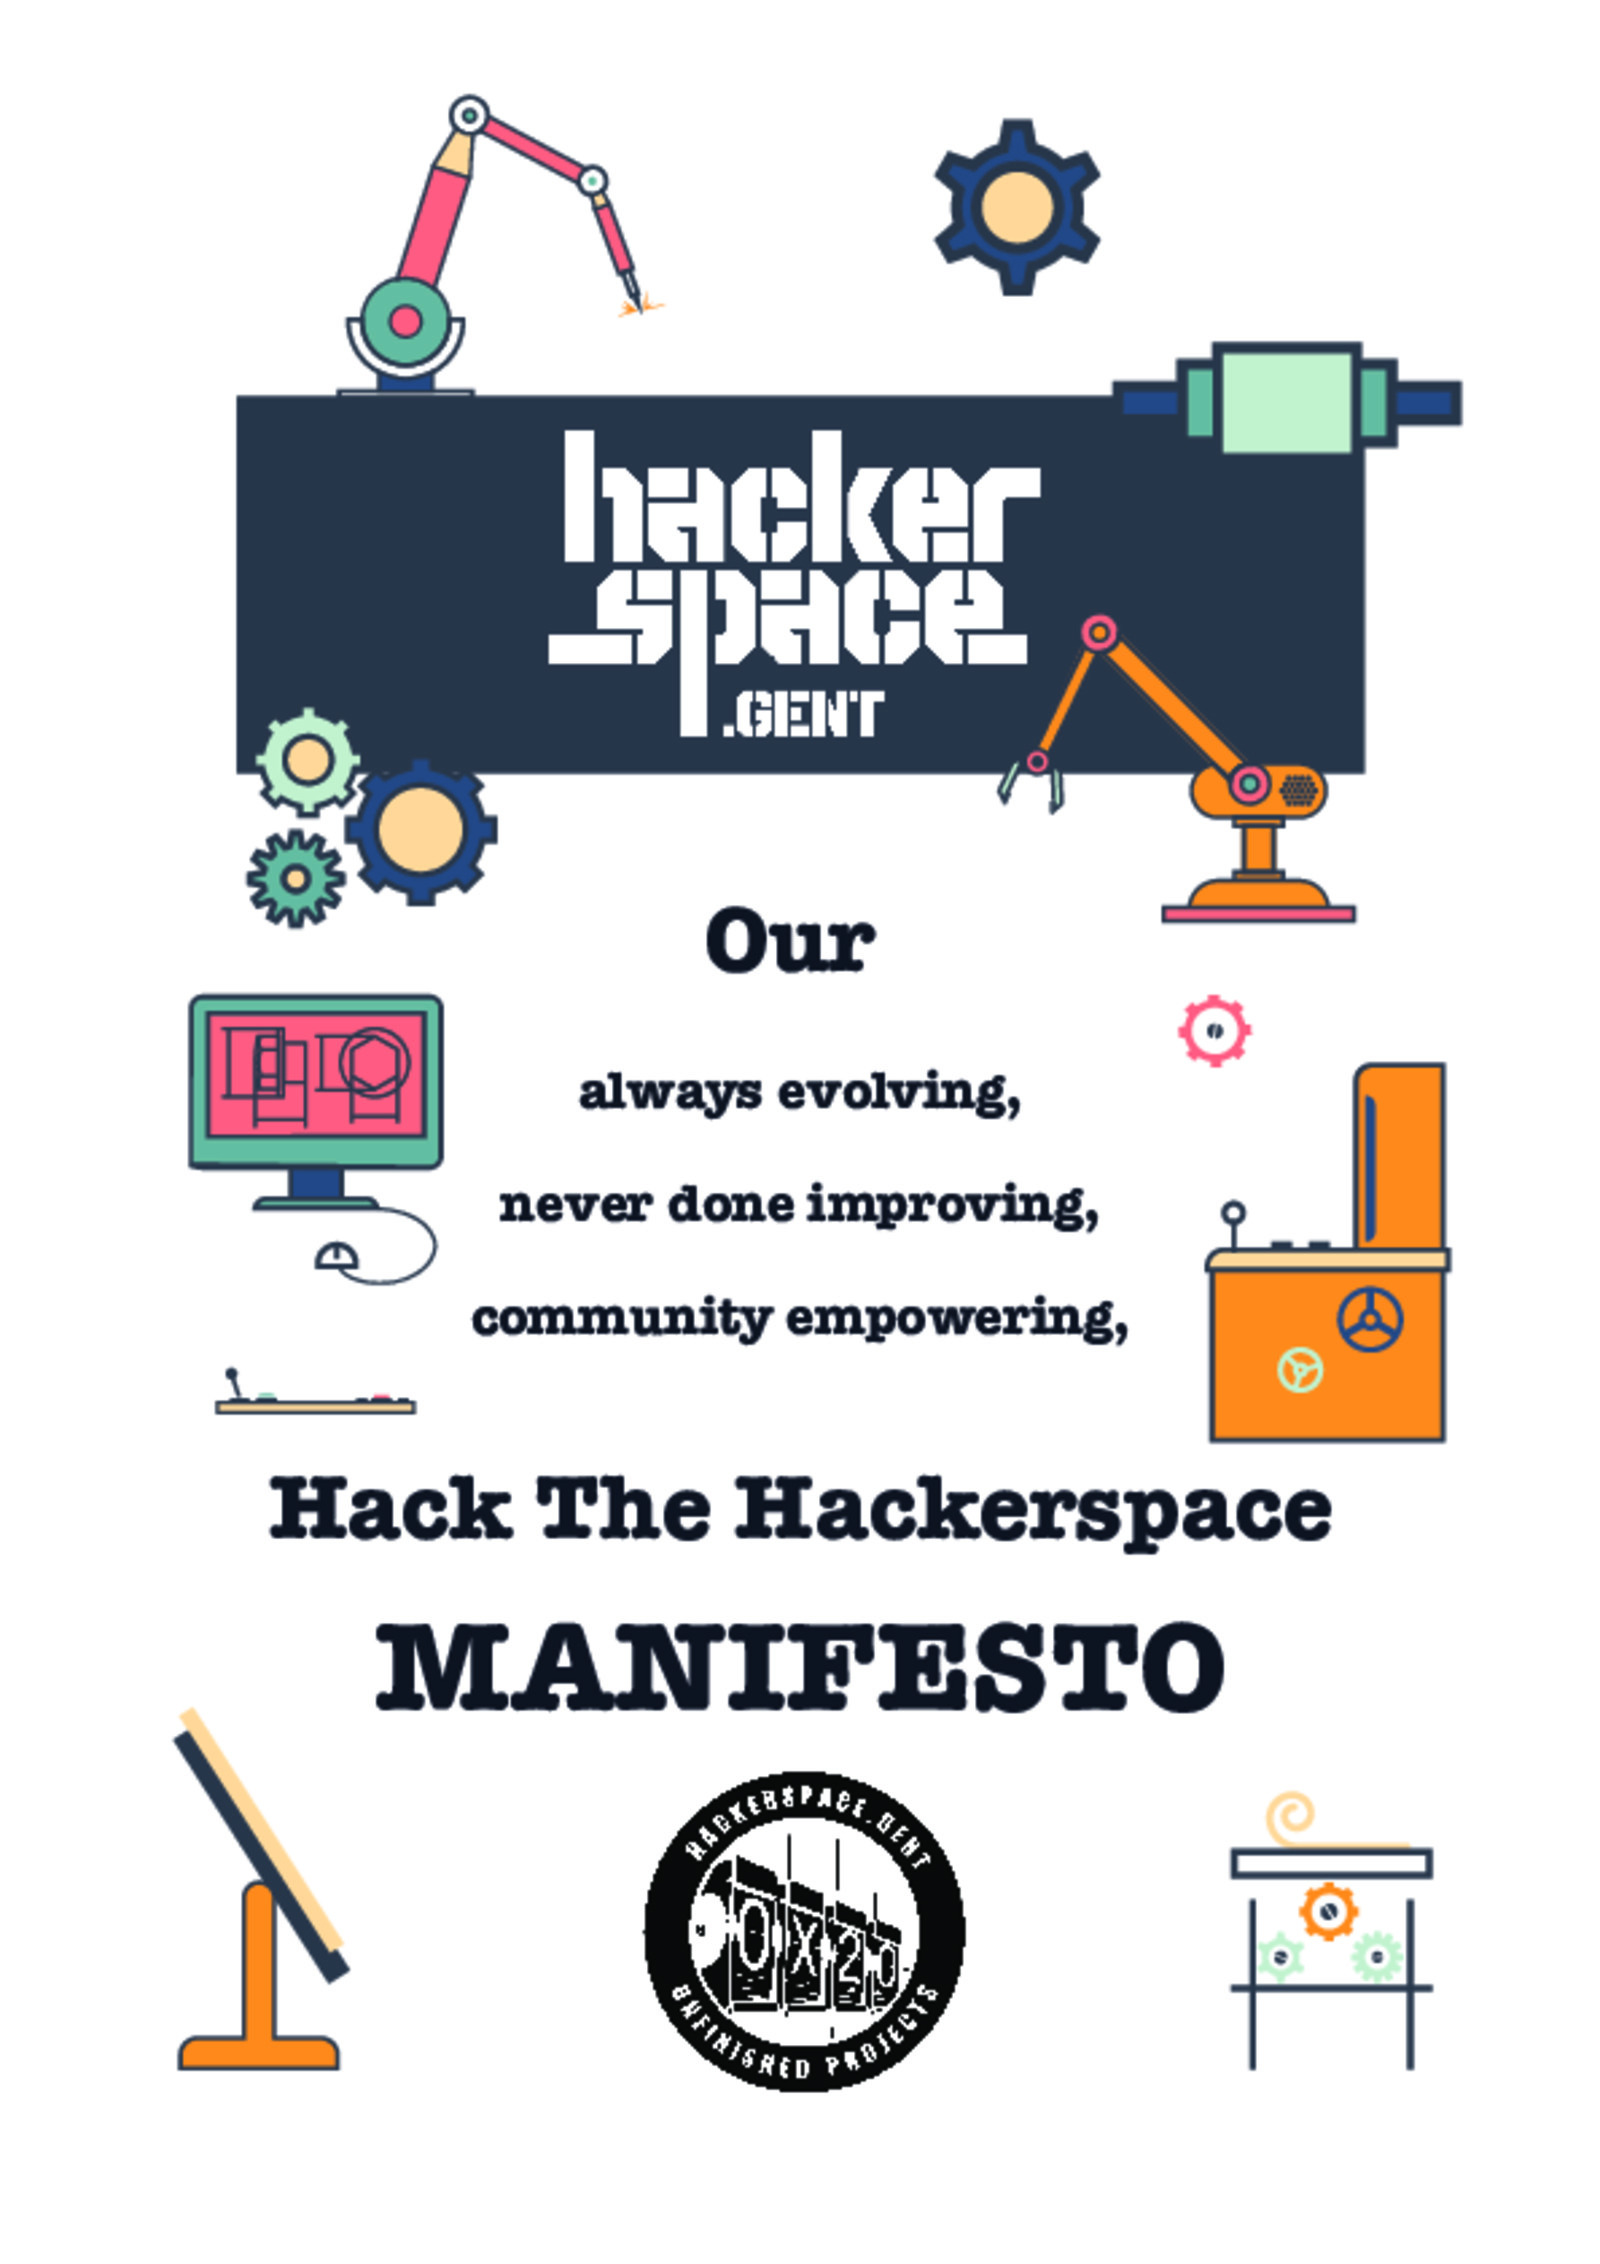 hacker
space
.GENT
Our
always evolving,
never done improving,
community empowering,
Hack The Hackerspace
MANIFESTO
HACKERSPACE.GENT
0X20
UNFINISHED PROJECTS